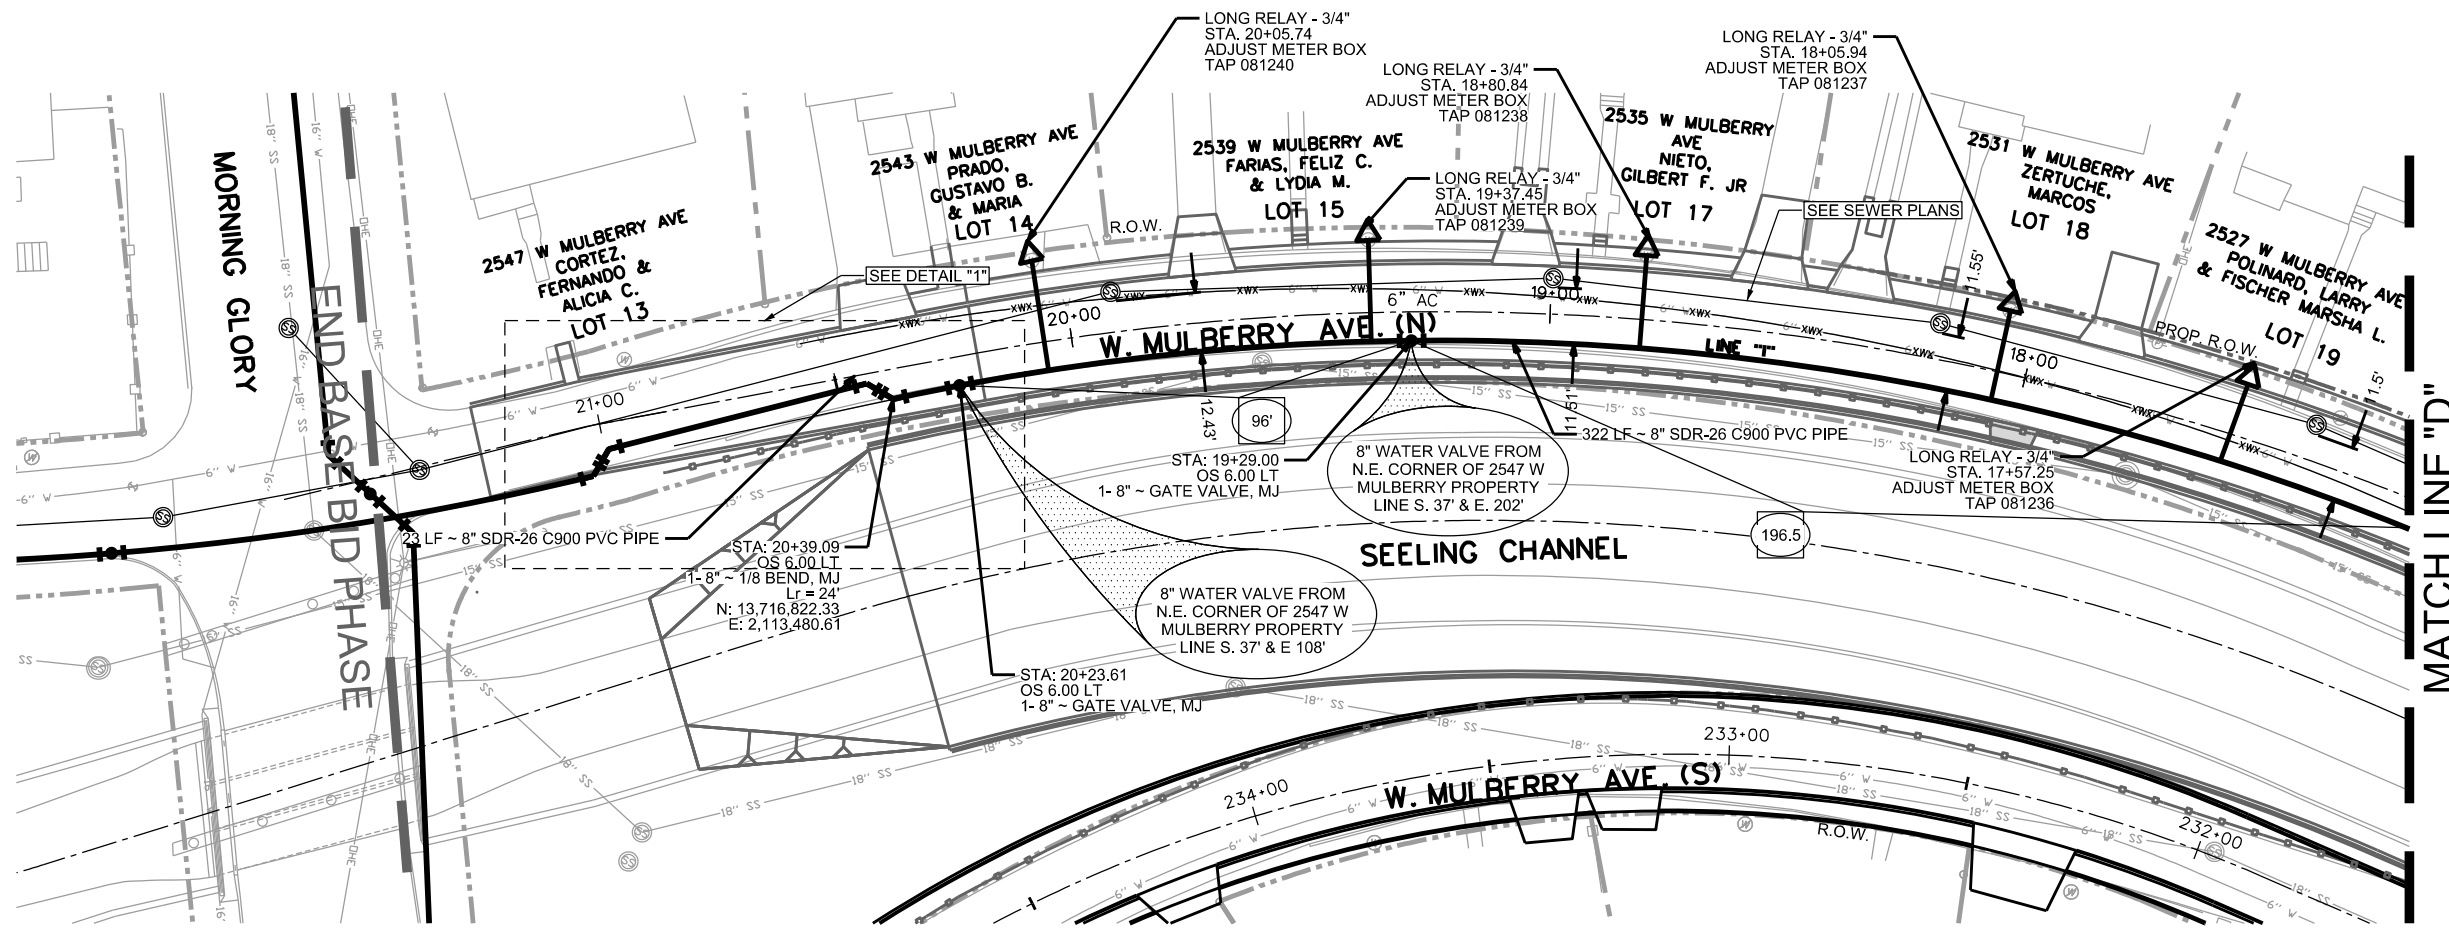 LONG RELAY - 3/4"
STA. 20+05.74
ADJUST METER BOX
TAP 081240
LONG RELAY - 3/4"
STA. 18+80.84
ADJUST METER BOX
TAP 081238
LONG RELAY - 3/4"
STA. 18+05.94
ADJUST METER BOX
TAP 081237
LONG RELAY - 3/4"
STA. 19+37.45
ADJUST METER BOX
TAP 081239
2547 W MULBERRY AVE
CORTEZ,
FERNANDO &
ALICIA C.
LOT 13
2543 W MULBERRY AVE
PRADO,
GUSTAVO B.
& MARIA
LOT 14
2539 W MULBERRY AVE
FARIAS, FELIZ C.
& LYDIA M.
LOT 15
2535 W MULBERRY
AVE
NIETO,
GILBERT F. JR
LOT 17
2531 W MULBERRY AVE
ZERTUCHE,
MARCOS
LOT 18
2527 W MULBERRY AVE
POLINARD, LARRY
& FISCHER MARSHA L.
LOT 19
MORNING GLORY
END BASE BID PHASE
SEE DETAIL "1"
R.O.W.
SEE SEWER PLANS
PROP. R.O.W.
11.55'
11.5'
21+00
20+00
19+00
18+00
6" AC
W. MULBERRY AVE. (N)
LINE "I"
12.43'
11.51'
96'
196.5
322 LF ~ 8" SDR-26 C900 PVC PIPE
STA: 19+29.00
OS 6.00 LT
1- 8" ~ GATE VALVE, MJ
8" WATER VALVE FROM
N.E. CORNER OF 2547 W
MULBERRY PROPERTY
LINE S. 37' & E. 202'
LONG RELAY - 3/4"
STA. 17+57.25
ADJUST METER BOX
TAP 081236
23 LF ~ 8" SDR-26 C900 PVC PIPE
STA: 20+39.09
OS 6.00 LT
1- 8" ~ 1/8 BEND, MJ
Lr = 24'
N: 13,716,822.33
E: 2,113,480.61
SEELING CHANNEL
8" WATER VALVE FROM
N.E. CORNER OF 2547 W
MULBERRY PROPERTY
LINE S. 37' & E 108'
STA: 20+23.61
OS 6.00 LT
1- 8" ~ GATE VALVE, MJ
234+00
233+00
232+00
W. MULBERRY AVE. (S)
R.O.W.
MATCH LINE "D"